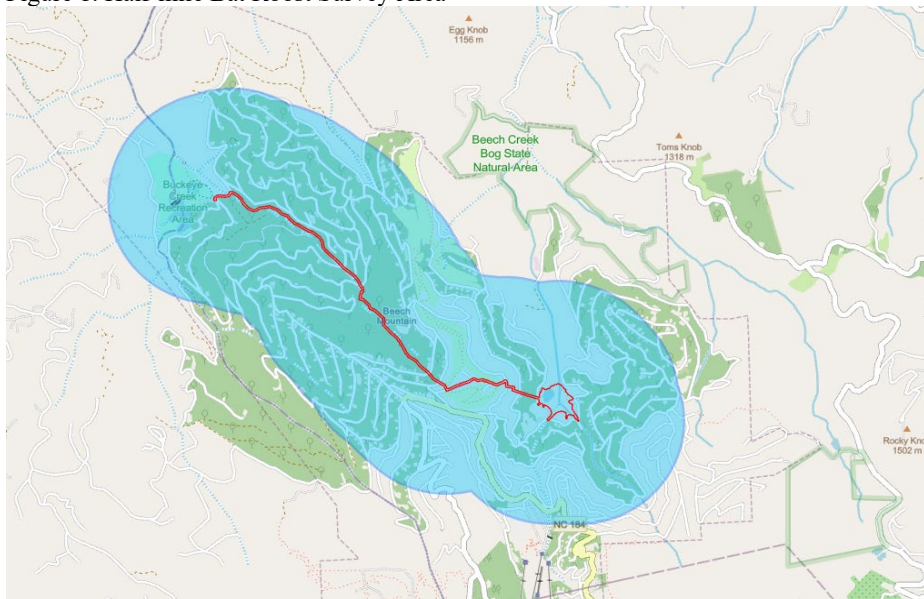 Egg Knob
1156 m
Beech Creek
Bog State
Natural Area
Toms Knob
1318 m
Buckeye
Creek
Recreation
Area
Beech
Mountain
Rocky Kno
1502 m
NC 184